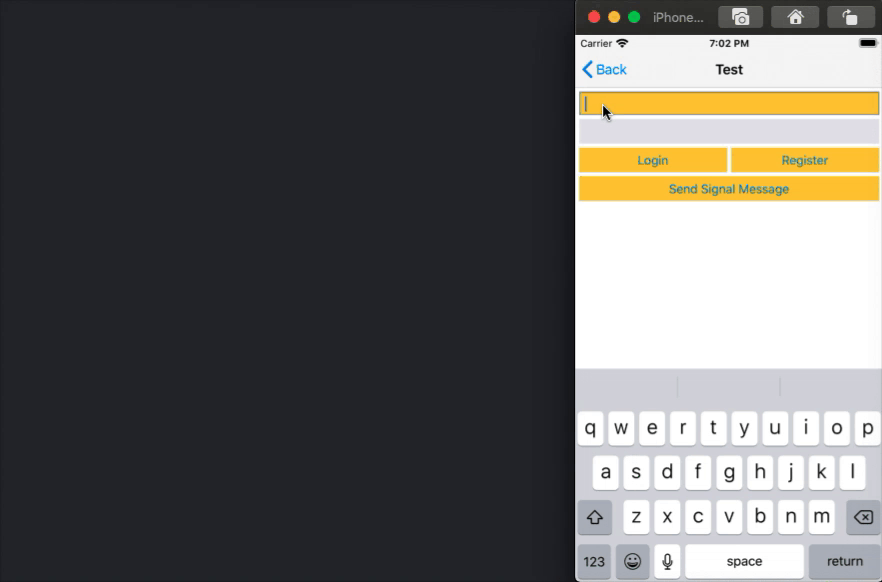 iPhone...
Carrier 7:02 PM
Back Test
Login Register
Send Signal Message
q w e r t y u i o p
a s d f g h j k l
z x c v b n m
123 space return